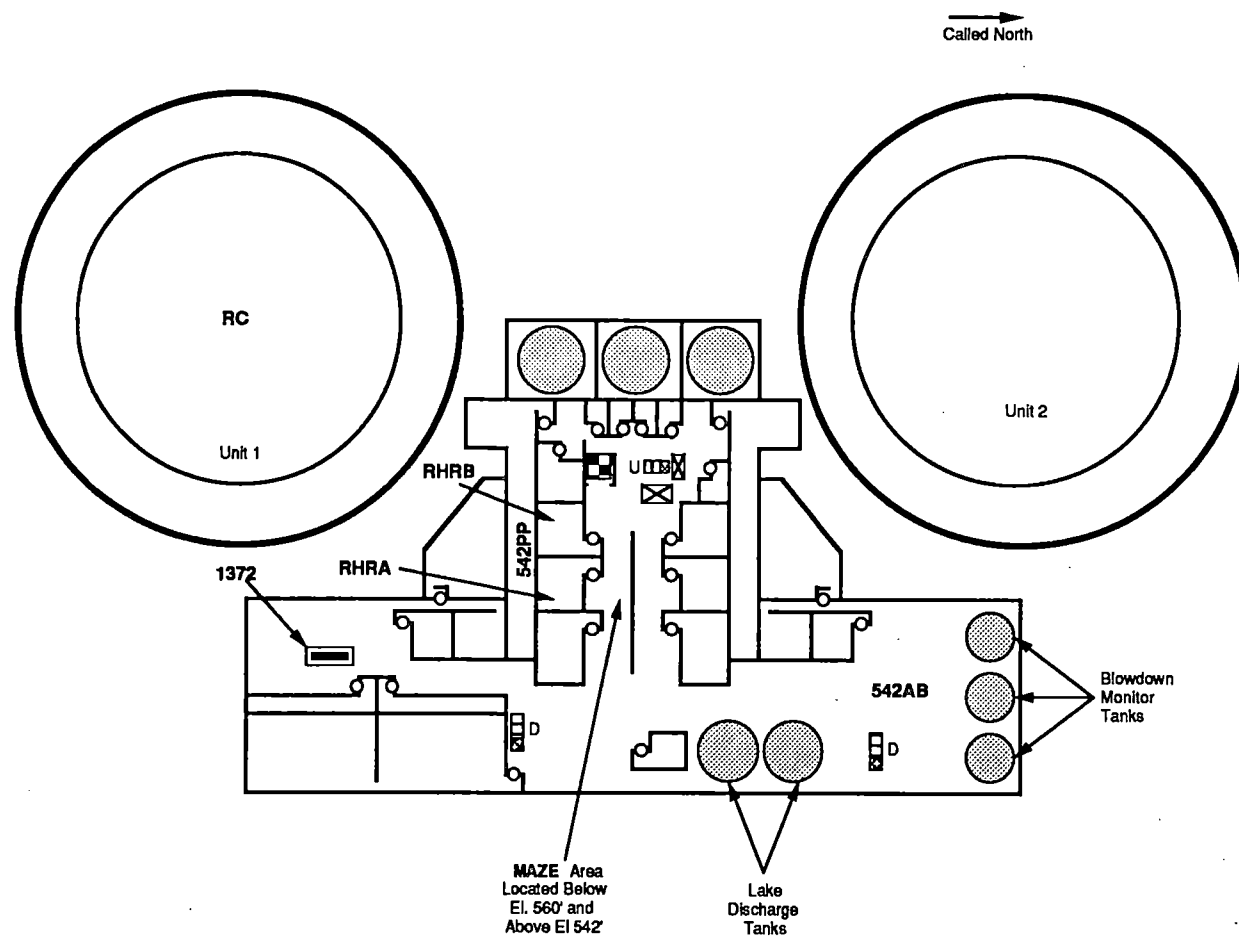 Called North
RC
Unit 1
Unit 2
RHRB
U
542PP
1372
RHRA
542AB
Blowdown
Monitor
Tanks
D
D
MAZE Area
Located Below
El. 560' and
Above El 542'
Lake
Discharge
Tanks